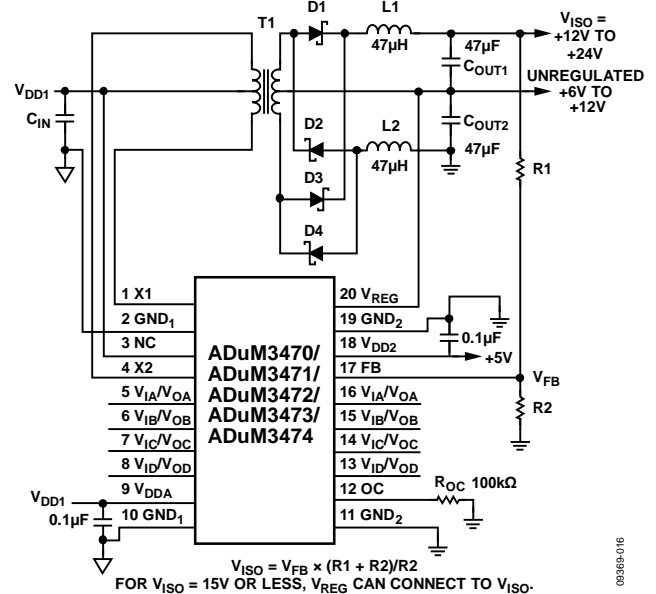 T1
D1
L1
47µH
47µF
COUT1
VISO =
+12V TO
+24V
UNREGULATED
+6V TO
+12V
VDD1
CIN
D2
L2
47µH
COUT2
47µF
R1
D3
D4
1 X1
2 GND1
3 NC
4 X2
5 VIA/VOA
6 VIB/VOB
7 VIC/VOC
8 VID/VOD
9 VDDA
10 GND1
ADuM3470/
ADuM3471/
ADuM3472/
ADuM3473/
ADuM3474
20 VREG
19 GND2
18 VDD2
17 FB
16 VIA/VOA
15 VIB/VOB
14 VIC/VOC
13 VID/VOD
12 OC
11 GND2
0.1µF
+5V
VFB
R2
ROC 100kΩ
VDD1
0.1µF
VISO = VFB × (R1 + R2)/R2
FOR VISO = 15V OR LESS, VREG CAN CONNECT TO VISO.
09369-016